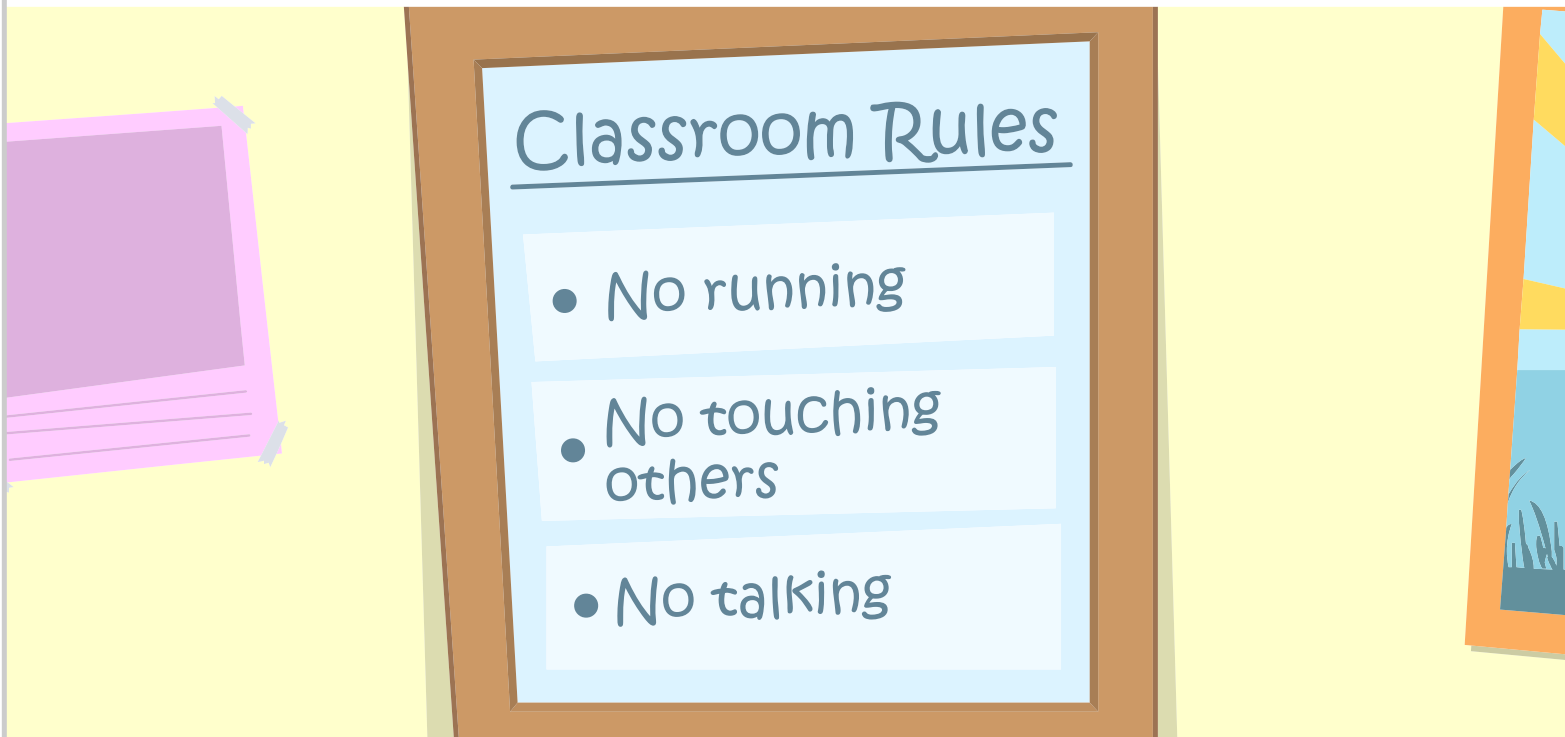 Classroom Rules
• No running
• No touching
others
• No talking